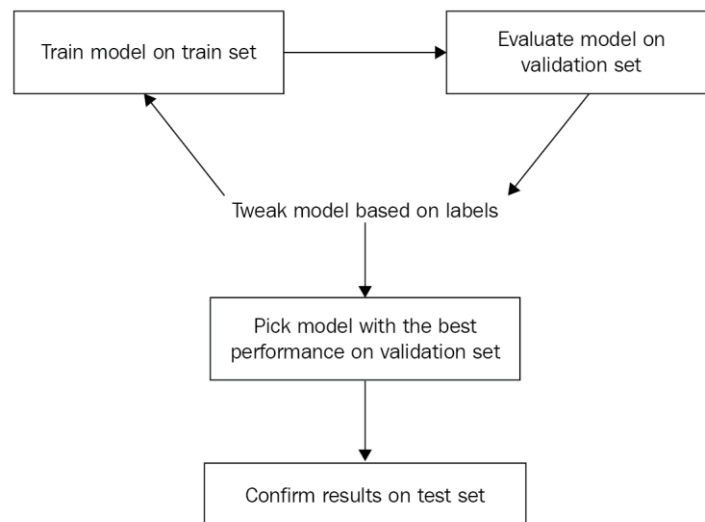 Train model on train set
Evaluate model on
validation set
Tweak model based on labels
Pick model with the best
performance on validation set
Confirm results on test set